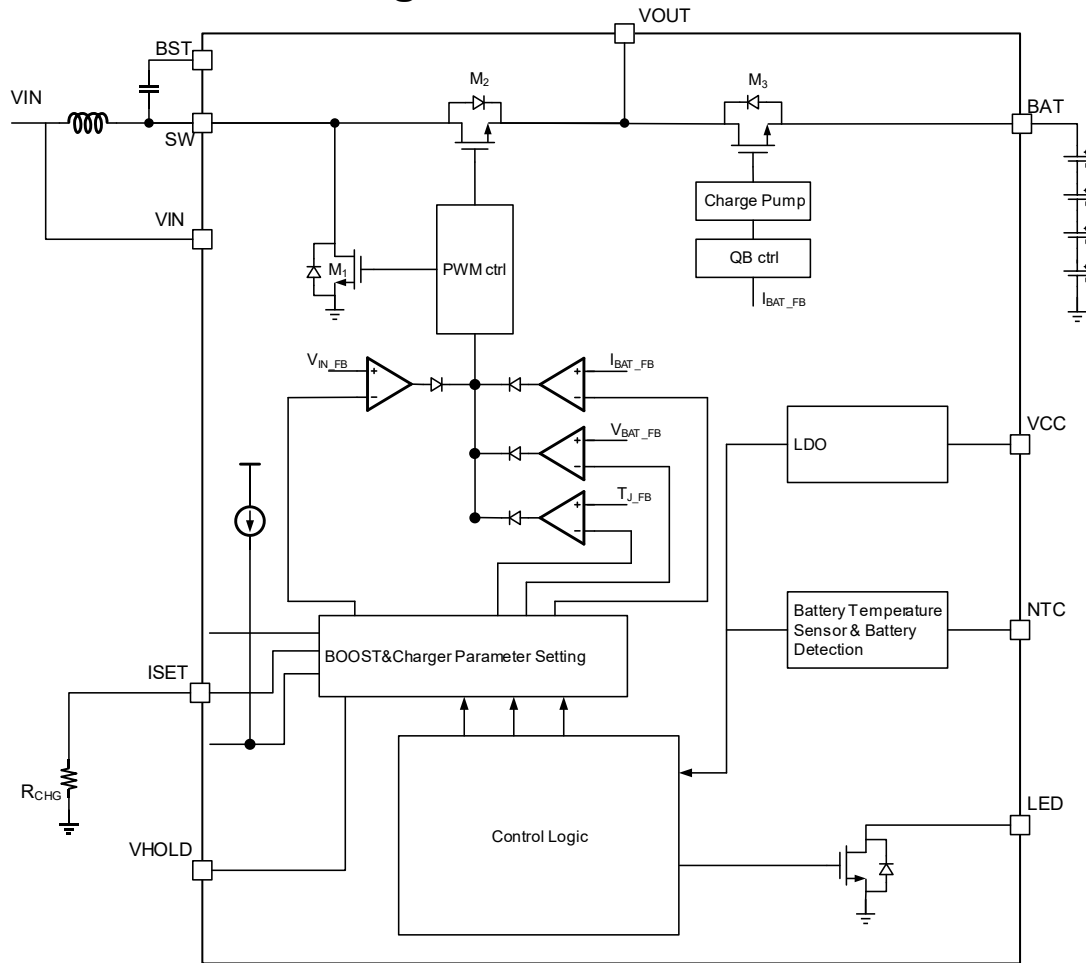 VOUT
BST
M2
M3
VIN
BAT
SW
Charge Pump
VIN
QB ctrl
M1
PWM ctrl
IBAT_FB
VIN_FB
+
-
IBAT_FB
+
-
VCC
VBAT_FB
+
-
LDO
TJ_FB
+
-
Battery Temperature
Sensor & Battery
Detection
NTC
BOOST&Charger Parameter Setting
ISET
RCHG
LED
Control Logic
VHOLD